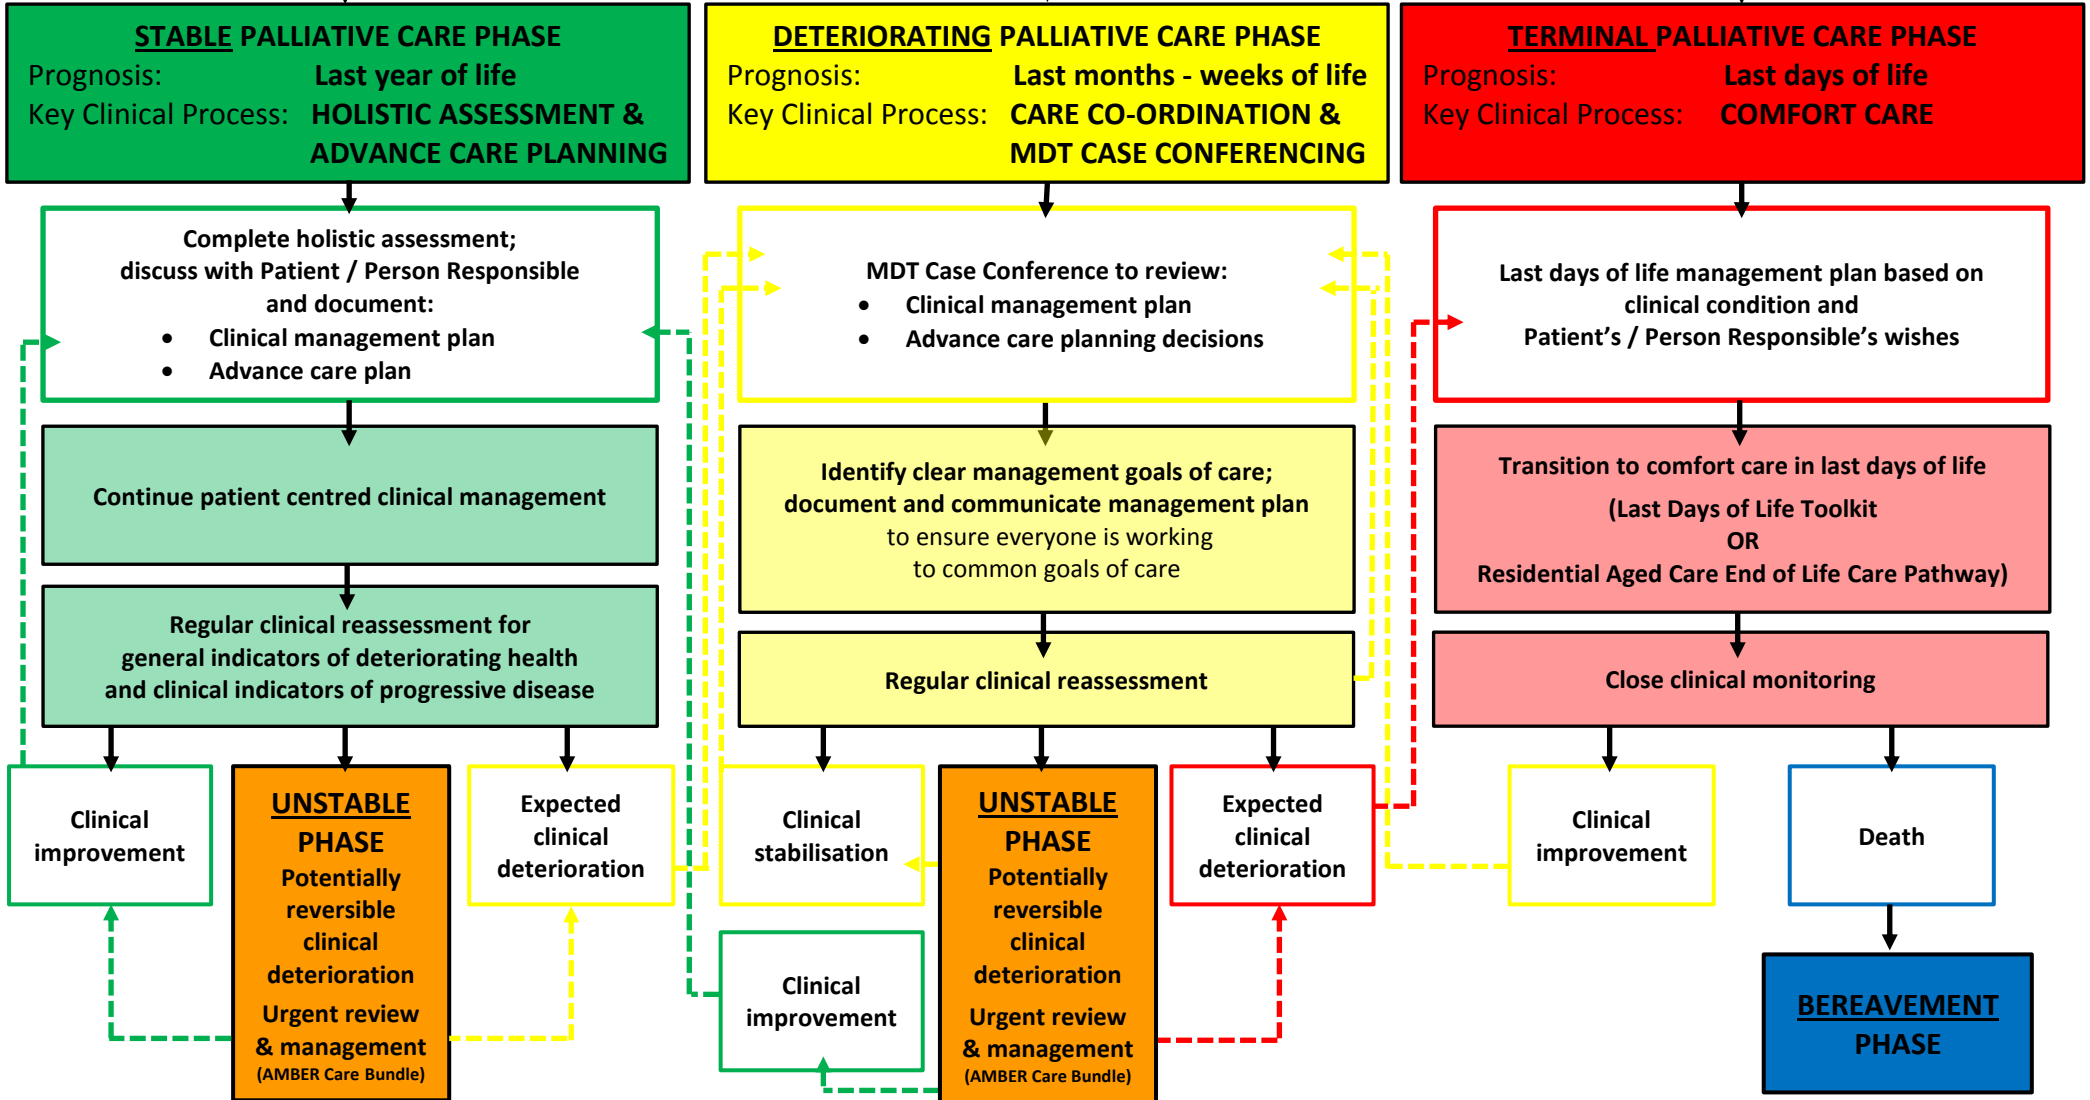 STABLE PALLIATIVE CARE PHASE
Prognosis: Last year of life
Key Clinical Process: HOLISTIC ASSESSMENT &
ADVANCE CARE PLANNING
Complete holistic assessment;
discuss with Patient / Person Responsible
and document:
• Clinical management plan
• Advance care plan
Continue patient centred clinical management
Regular clinical reassessment for
general indicators of deteriorating health
and clinical indicators of progressive disease
Clinical
improvement
UNSTABLE
PHASE
Potentially
reversible
clinical
deterioration
Urgent review
& management
(AMBER Care Bundle)
Expected
clinical
deterioration
DETERIORATING PALLIATIVE CARE PHASE
Prognosis: Last months - weeks of life
Key Clinical Process: CARE CO-ORDINATION &
MDT CASE CONFERENCING
MDT Case Conference to review:
• Clinical management plan
• Advance care planning decisions
Identify clear management goals of care;
document and communicate management plan
to ensure everyone is working
to common goals of care
Regular clinical reassessment
Clinical
stabilisation
Clinical
improvement
UNSTABLE
PHASE
Potentially
reversible
clinical
deterioration
Urgent review
& management
(AMBER Care Bundle)
Expected
clinical
deterioration
TERMINAL PALLIATIVE CARE PHASE
Prognosis: Last days of life
Key Clinical Process: COMFORT CARE
Last days of life management plan based on
clinical condition and
Patient's / Person Responsible's wishes
Transition to comfort care in last days of life
(Last Days of Life Toolkit
OR
Residential Aged Care End of Life Care Pathway)
Close clinical monitoring
Clinical
improvement
Death
BEREAVEMENT
PHASE